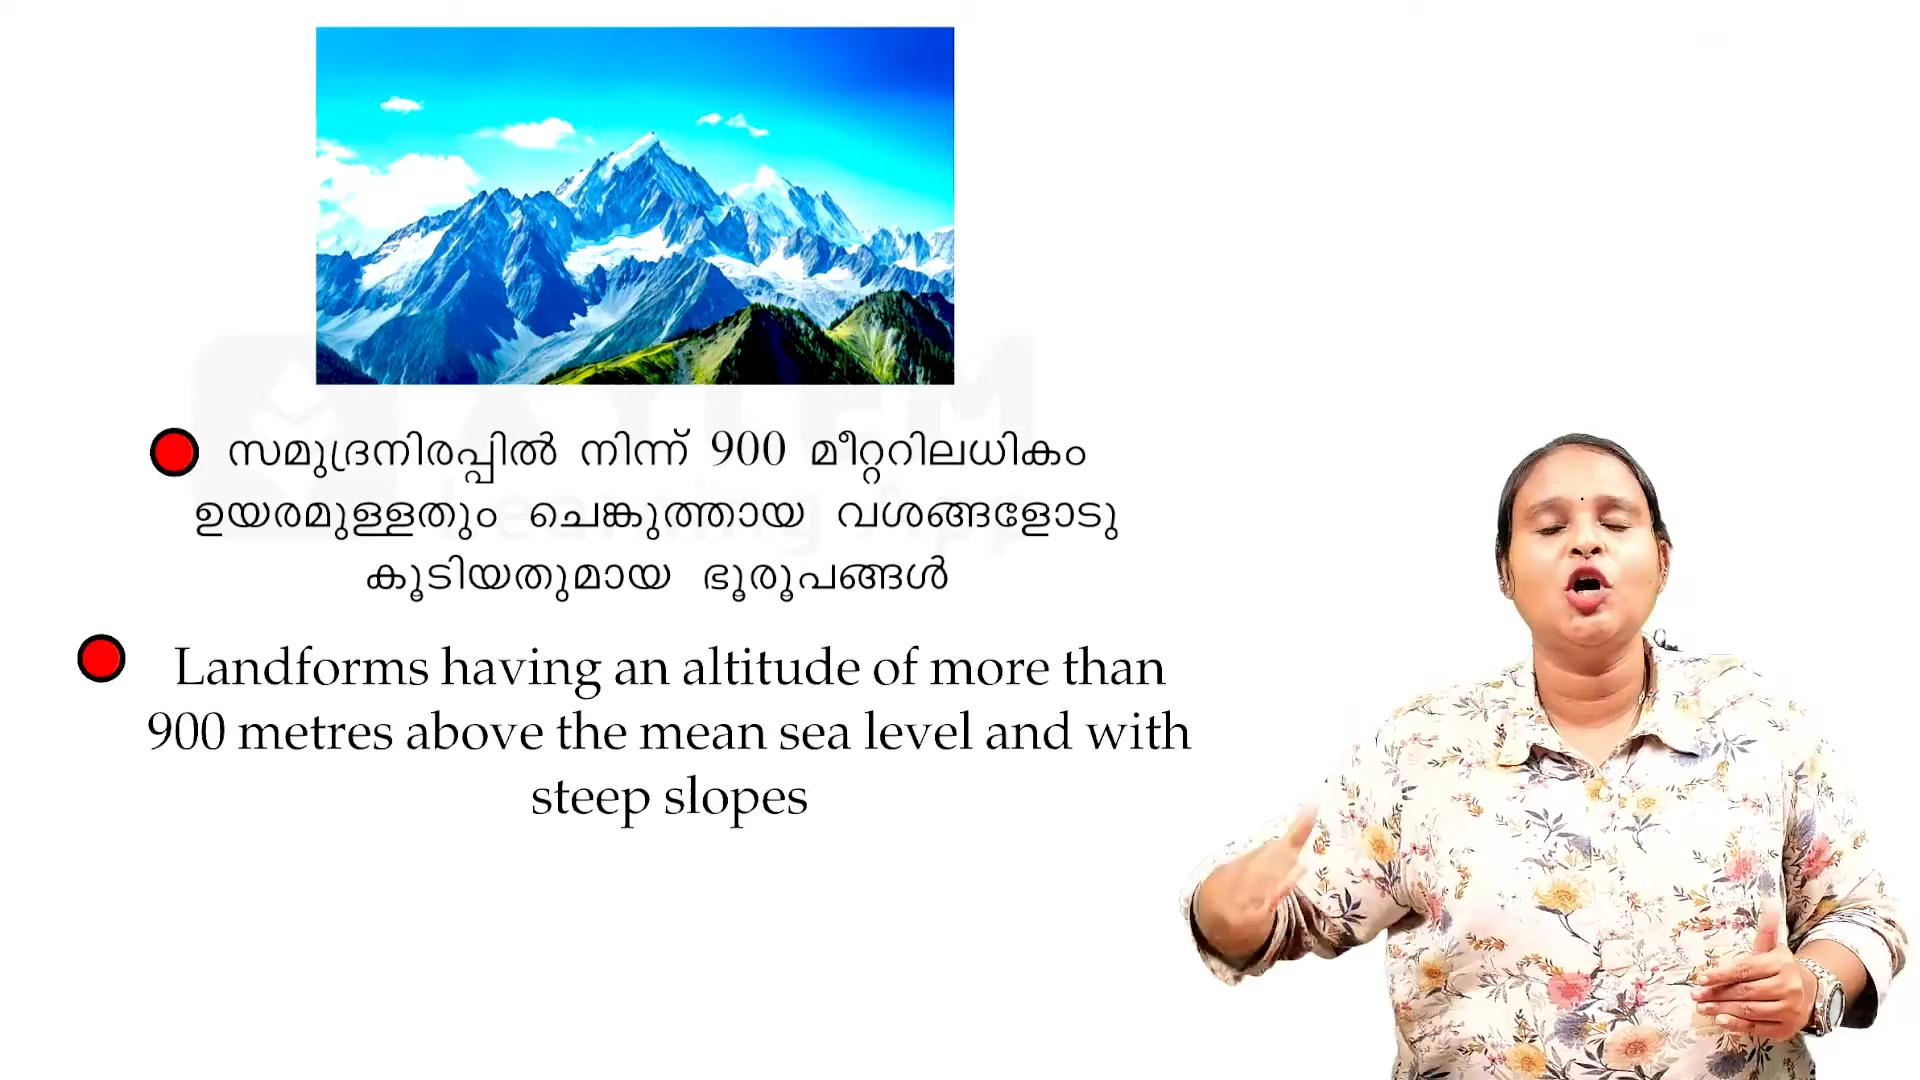 സമുദ്രനിരപ്പിൽ നിന്ന് 900 മീറ്ററിലധികം
ഉയരമുള്ളതും ചെങ്കുത്തായ വശങ്ങളോടു
കൂടിയതുമായ ഭൂരൂപങ്ങൾ
Landforms having an altitude of more than
900 metres above the mean sea level and with
steep slopes